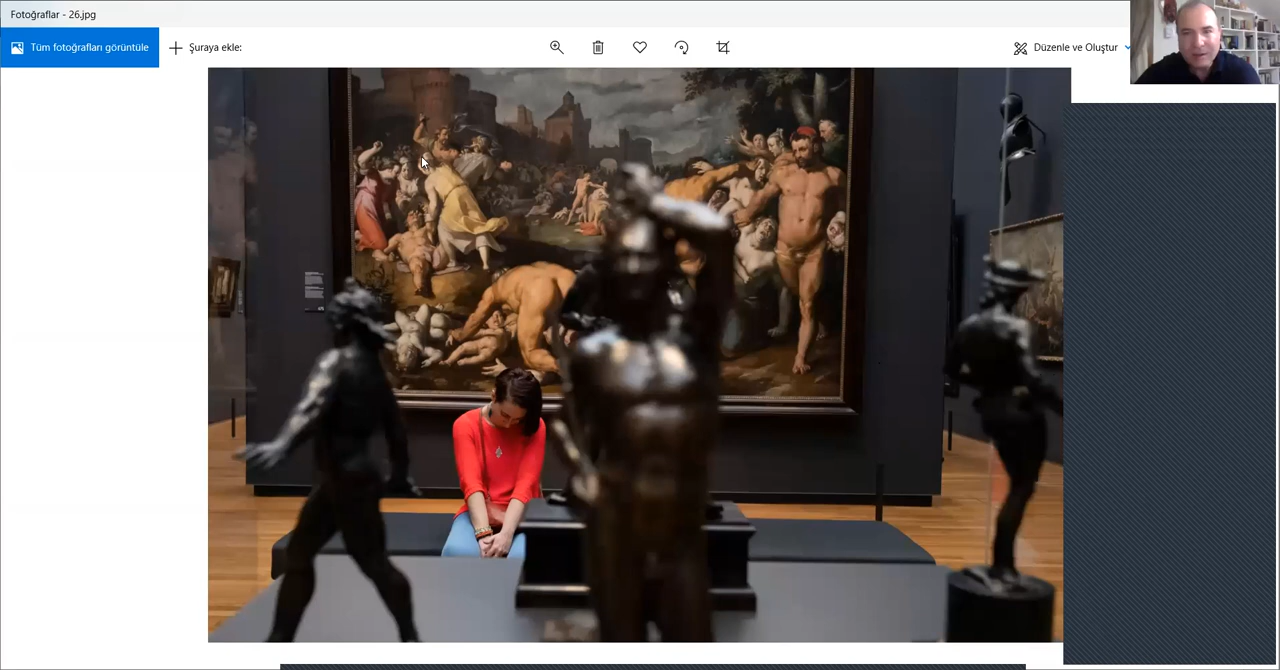 Fotoğraflar - 26.jpg
Tüm fotoğrafları görüntüle
Şuraya ekle:
Düzenle ve Oluştur